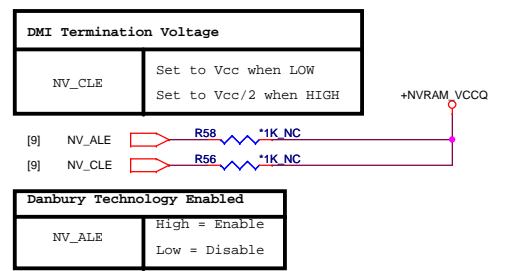 DMI Termination Voltage
NV_CLE
Set to Vcc when LOW
Set to Vcc/2 when HIGH
+NVRAM_VCCQ
[9] NV_ALE R58 *1K_NC
[9] NV_CLE R56 *1K_NC
Danbury Technology Enabled
NV_ALE
High = Enable
Low = Disable